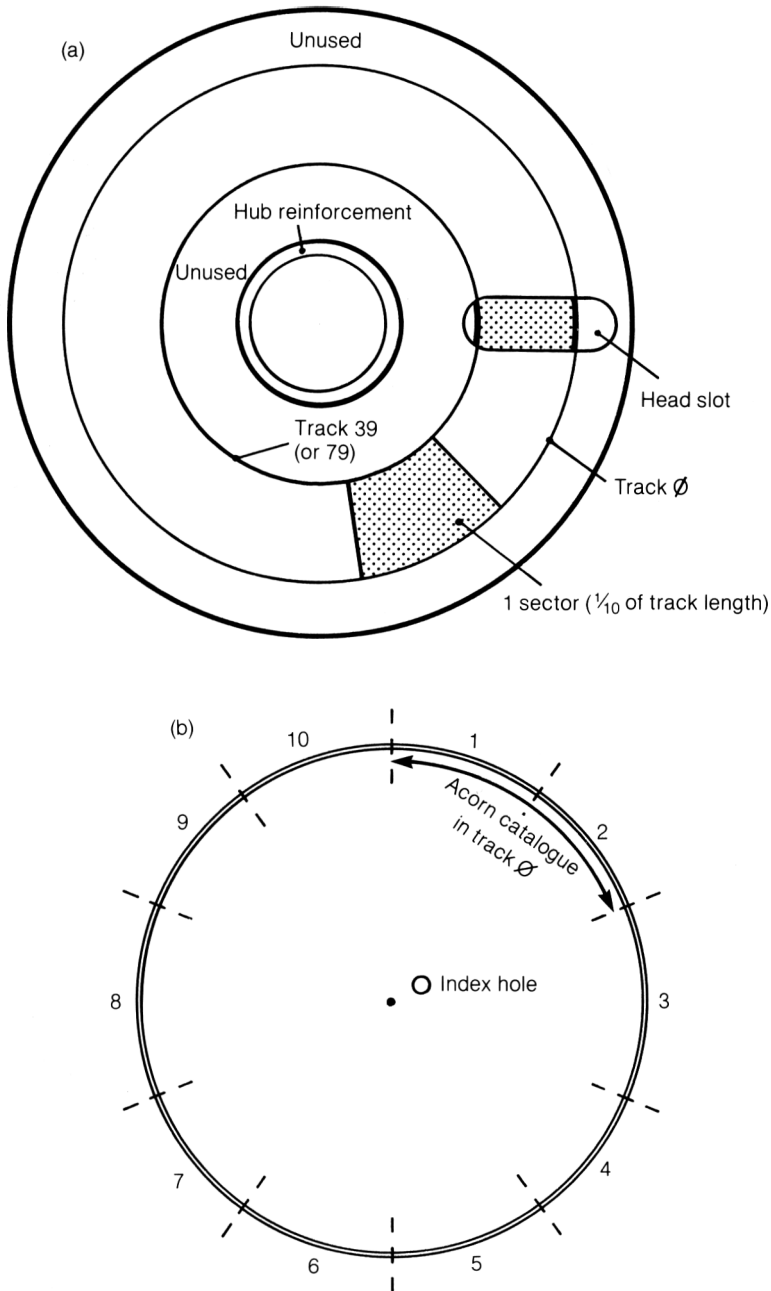 (a)
Unused
Hub reinforcement
Unused
Head slot
Track 39
(or 79)
Track Ø
1 sector (1/10 of track length)
(b)
10
1
9
2
Acorn catalogue
in track Ø
8
Index hole
3
7
4
6
5